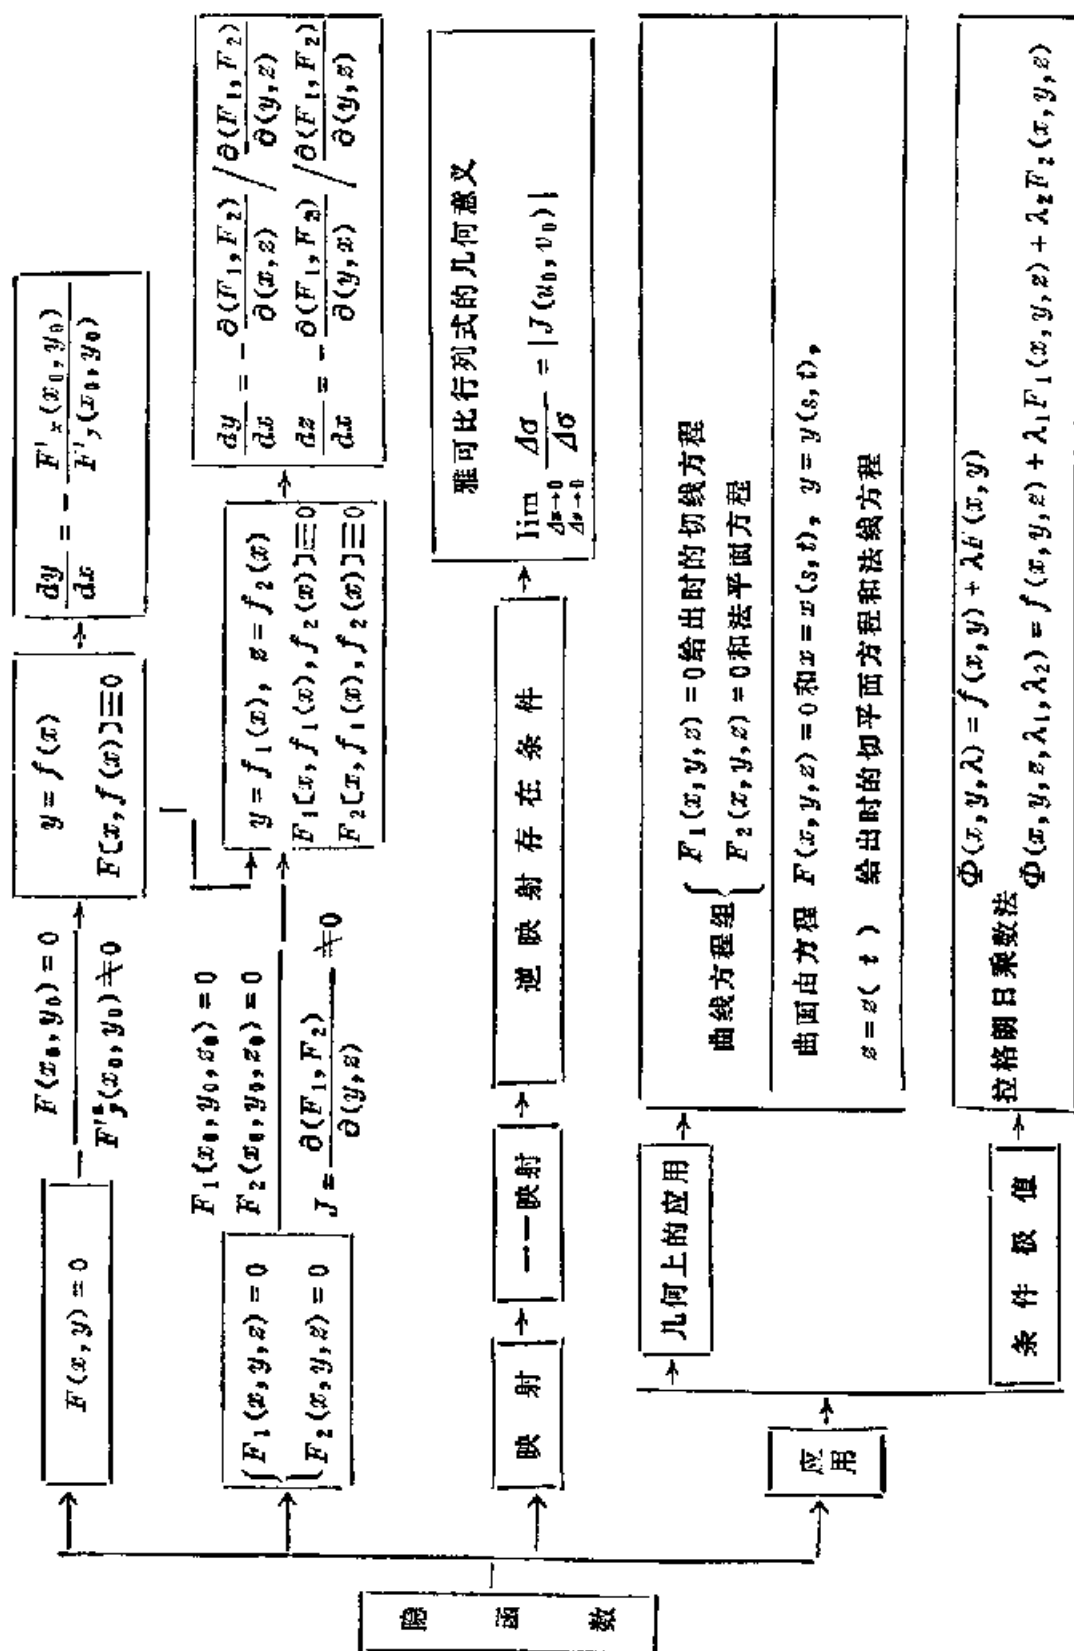 隐函数
F(x,y)=0
F(x₀,y₀)=0
F'ᵧ(x₀,y₀)≠0
y=f(x)
F[x,f(x)]≡0
dy/dx = - F'ₓ(x₀,y₀)/F'ᵧ(x₀,y₀)
{F₁(x,y,z)=0
F₂(x,y,z)=0
F₁(x₀,y₀,z₀)=0
F₂(x₀,y₀,z₀)=0
J=∂(F₁,F₂)/∂(y,z)≠0
y=f₁(x), z=f₂(x)
F₁[x,f₁(x),f₂(x)]≡0
F₂[x,f₁(x),f₂(x)]≡0
dy/dx = - ∂(F₁,F₂)/∂(x,z) / ∂(F₁,F₂)/∂(y,z)
dz/dx = - ∂(F₁,F₂)/∂(y,x) / ∂(F₁,F₂)/∂(y,z)
映射
一一映射
逆映射存在条件
雅可比行列式的几何意义
lim Δσ/Δσ = |J(u₀,v₀)|
应用
几何上的应用
曲线方程组{F₁(x,y,z)=0给出时的切线方程
F₂(x,y,z)=0和法平面方程
曲面由方程 F(x,y,z)=0和x=x(s,t), y=y(s,t),
z=z( t ) 给出时的切平面方程和法线方程
条件极值
拉格朗日乘数法
Φ(x,y,λ)=f(x,y)+λF(x,y)
Φ(x,y,z,λ₁,λ₂)=f(x,y,z)+λ₁F₁(x,y,z)+λ₂F₂(x,y,z)